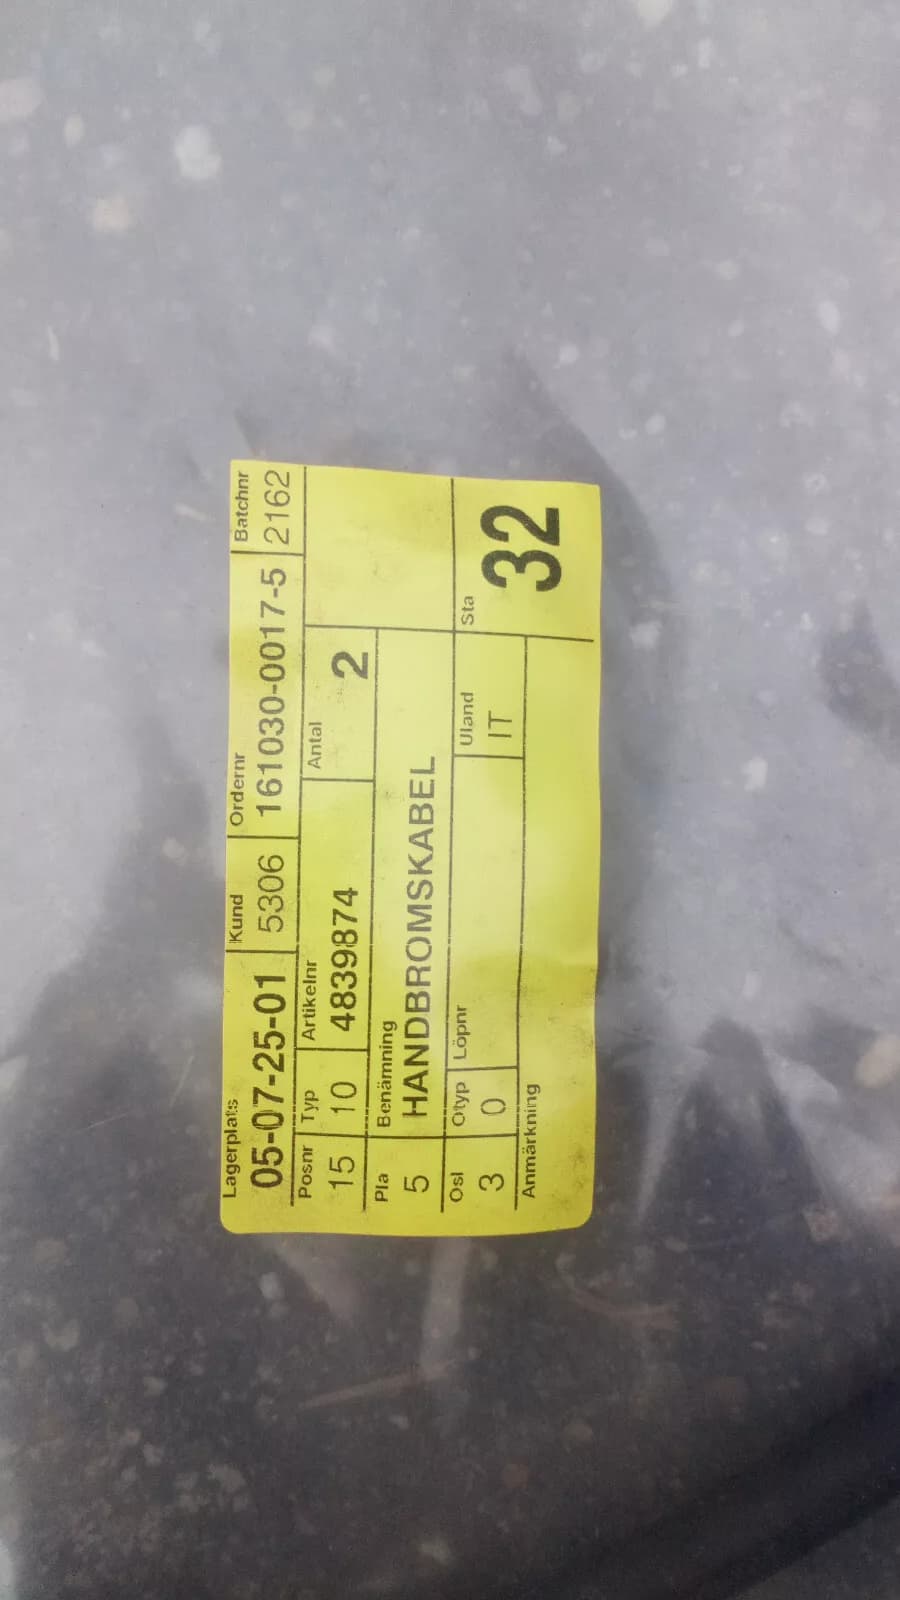 Lagerplats Kund Ordernr Batchnr
05-07-25-01 5306 161030-0017-5 2162
Posnr Typ Artikelnr Antal
15 10 4839874 2
Pla Benämning
5 HANDBROMSKABEL
Osl Otyp Löpnr Uland Sta
3 0 IT 32
Anmärkning